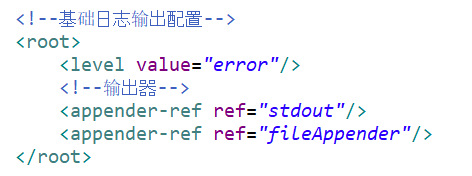 <!--基础日志输出配置-->
<root>
    <level value="error"/>
    <!--输出器-->
    <appender-ref ref="stdout"/>
    <appender-ref ref="fileAppender"/>
</root>